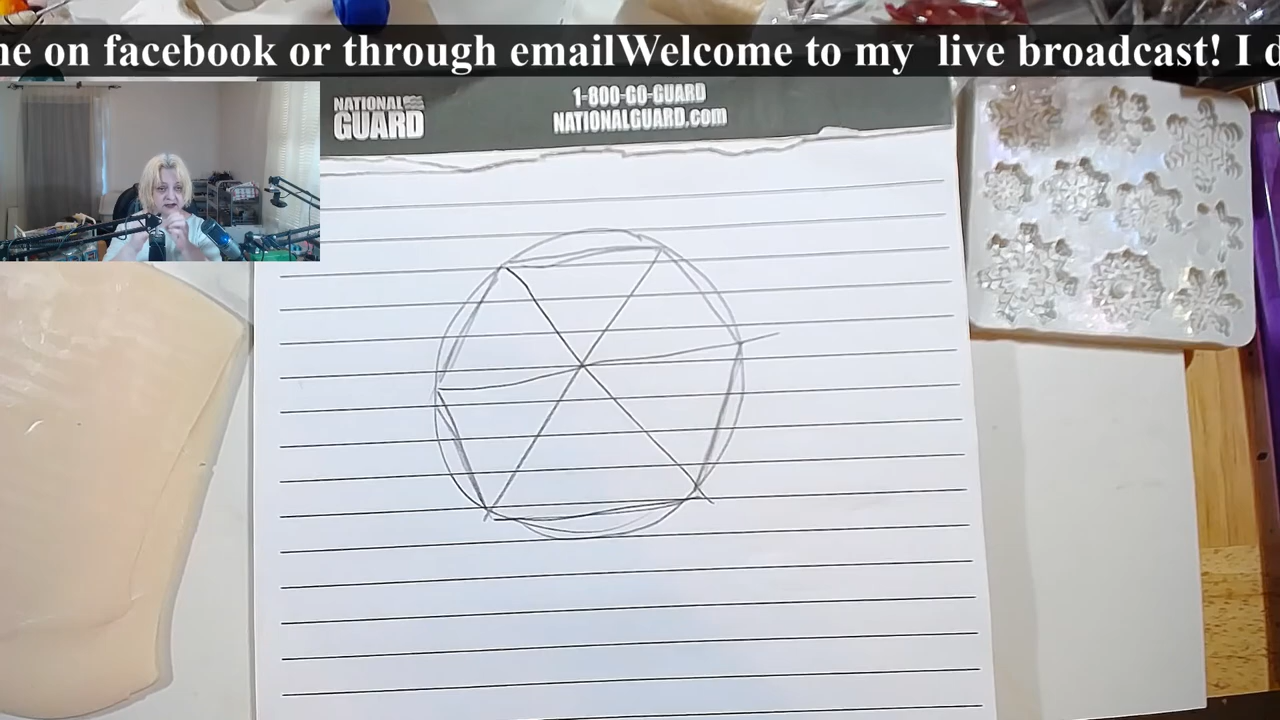 me on facebook or through emailWelcome to my live broadcast! I d
NATIONAL
GUARD
1-800-GO-GUARD
NATIONALGUARD.com